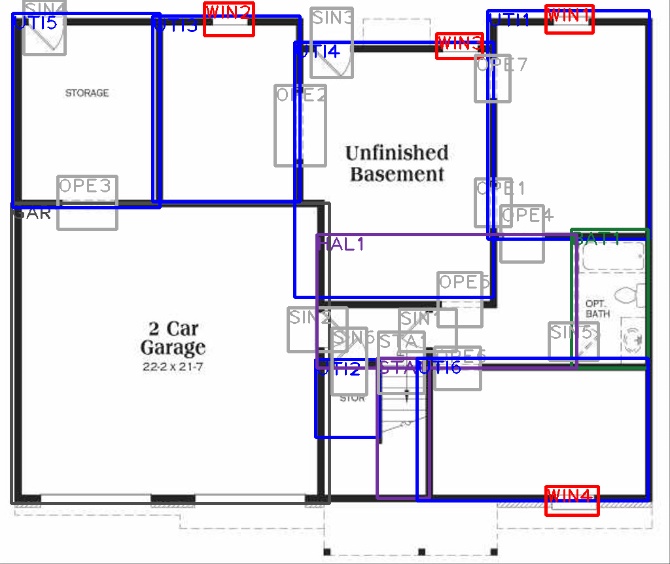 SIN4
UTI5
UTI3
WIN2
SIN3
WIN3
UTI1
WIN1
UTI4
OPE7
STORAGE
OPE2
Unfinished
Basement
OPE3
OPE1
GAR
OPE4
HAL1
BAT1
OPE5
OPT.
BATH
SIN2
2 Car
Garage
22-2 x 21-7
SIN6
SIN5
OPE6
UTI2
STA
UTI6
STOR
WIN4